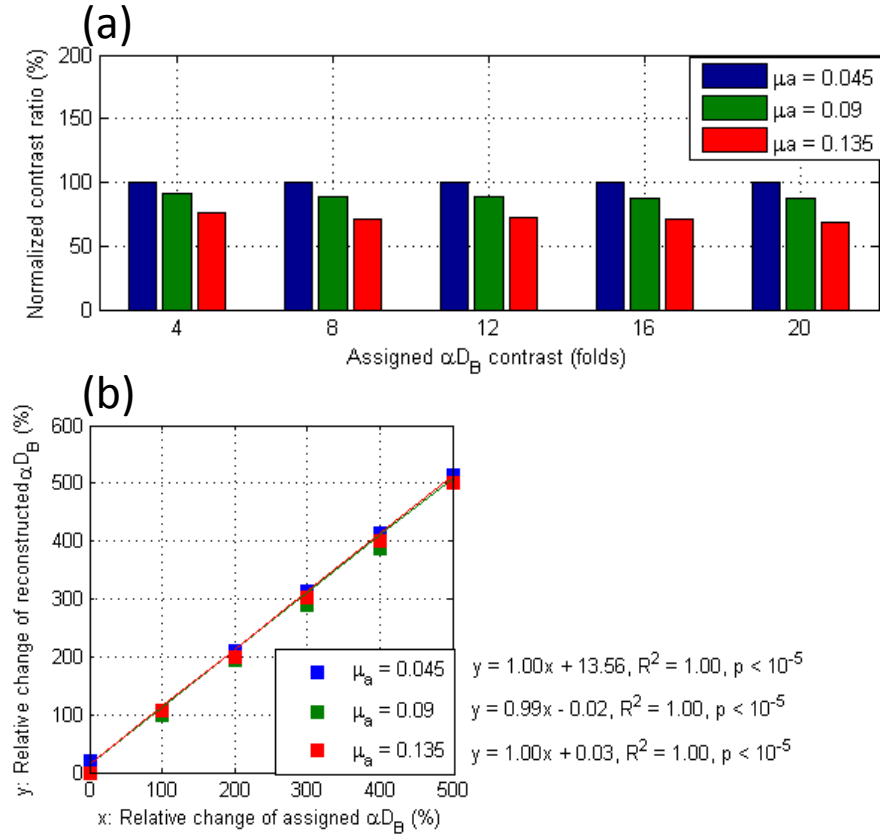 (a)
Normalized contrast ratio (%)
200
150
100
50
0
μa = 0.045
μa = 0.09
μa = 0.135
4 8 12 16 20
Assigned αD_B contrast (folds)
(b)
y: Relative change of reconstructed αD_B (%)
600
500
400
300
200
100
0
μ_a = 0.045 y = 1.00x + 13.56, R² = 1.00, p < 10⁻⁵
μ_a = 0.09 y = 0.99x - 0.02, R² = 1.00, p < 10⁻⁵
μ_a = 0.135 y = 1.00x + 0.03, R² = 1.00, p < 10⁻⁵
0 100 200 300 400 500
x: Relative change of assigned αD_B (%)